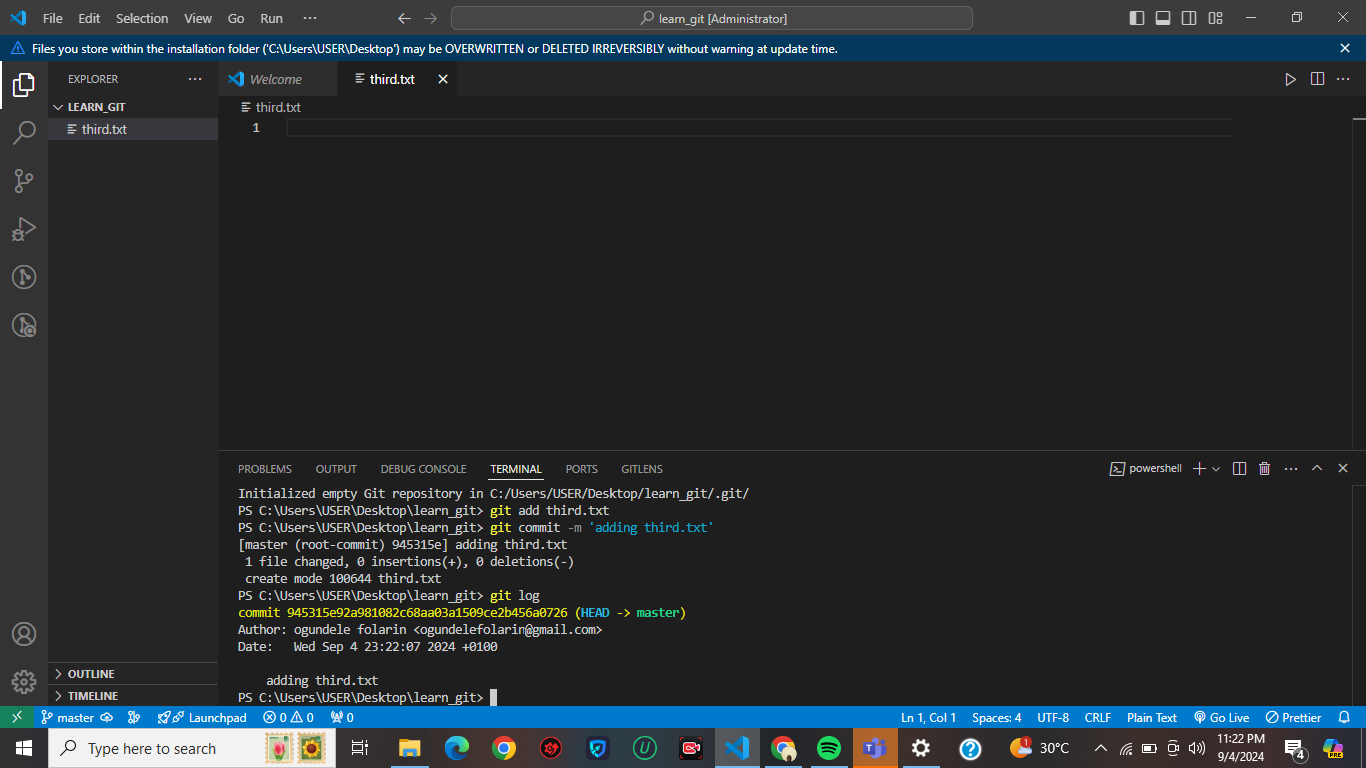 File Edit Selection View Go Run ··· learn_git [Administrator]
Files you store within the installation folder ('C:\Users\USER\Desktop') may be OVERWRITTEN or DELETED IRREVERSIBLY without warning at update time.
EXPLORER ···
Welcome
third.txt
LEARN_GIT
third.txt
third.txt
1
OUTLINE
TIMELINE
PROBLEMS OUTPUT DEBUG CONSOLE TERMINAL PORTS GITLENS powershell
Initialized empty Git repository in C:/Users/USER/Desktop/learn_git/.git/
PS C:\Users\USER\Desktop\learn_git> git add third.txt
PS C:\Users\USER\Desktop\learn_git> git commit -m 'adding third.txt'
[master (root-commit) 945315e] adding third.txt
 1 file changed, 0 insertions(+), 0 deletions(-)
 create mode 100644 third.txt
PS C:\Users\USER\Desktop\learn_git> git log
commit 945315e92a981082c68aa03a1509ce2b456a0726 (HEAD -> master)
Author: ogundele folarin <ogundelefolarin@gmail.com>
Date:   Wed Sep 4 23:22:07 2024 +0100
    adding third.txt
PS C:\Users\USER\Desktop\learn_git>
master Launchpad 0 0 0 Ln 1, Col 1 Spaces: 4 UTF-8 CRLF Plain Text Go Live Prettier
Type here to search 1 30°C 11:22 PM 4 PRE
9/4/2024